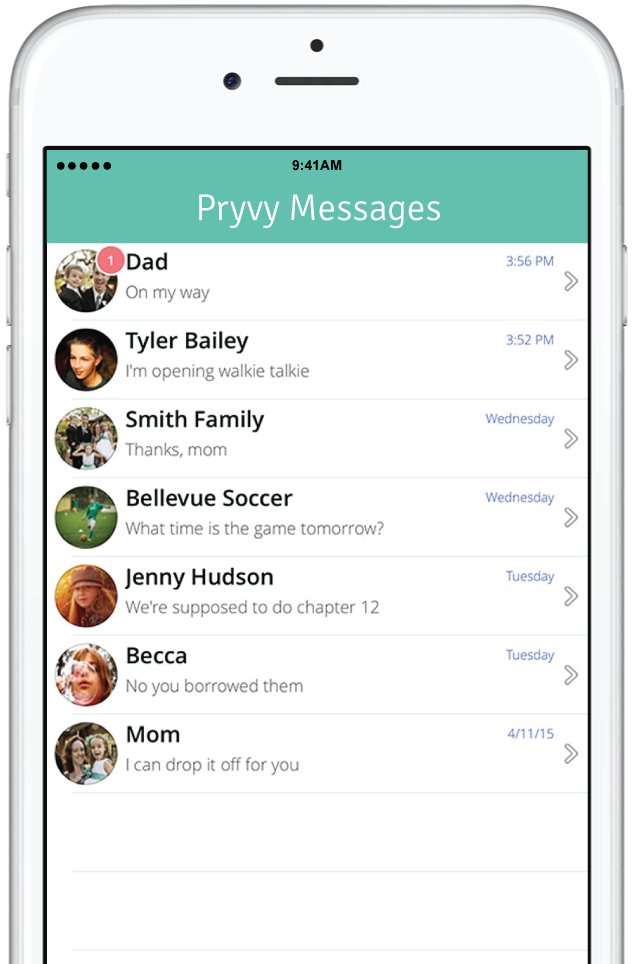 9:41AM
Pryvy Messages
1
Dad
3:56 PM
On my way
Tyler Bailey
3:52 PM
I'm opening walkie talkie
Smith Family
Wednesday
Thanks, mom
Bellevue Soccer
Wednesday
What time is the game tomorrow?
Jenny Hudson
Tuesday
We're supposed to do chapter 12
Becca
Tuesday
No you borrowed them
Mom
4/11/15
I can drop it off for you